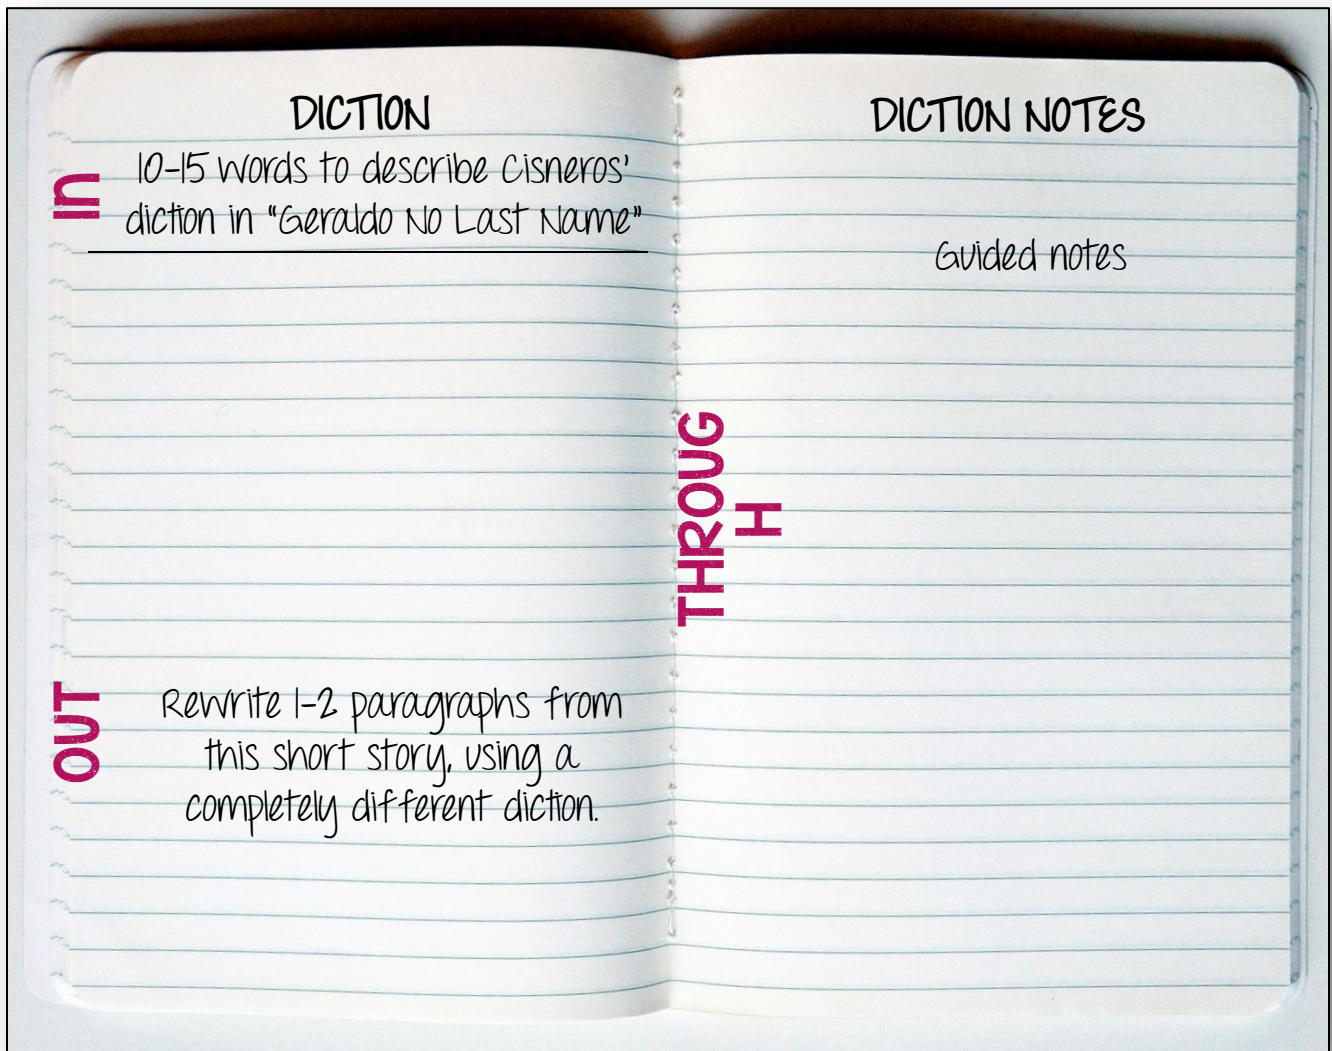 DICTION
In
10-15 words to describe Cisneros'
diction in "Geraldo No Last Name"
OUT
Rewrite 1-2 paragraphs from
this short story, using a
completely different diction.
DICTION NOTES
Guided notes
THROUG
H